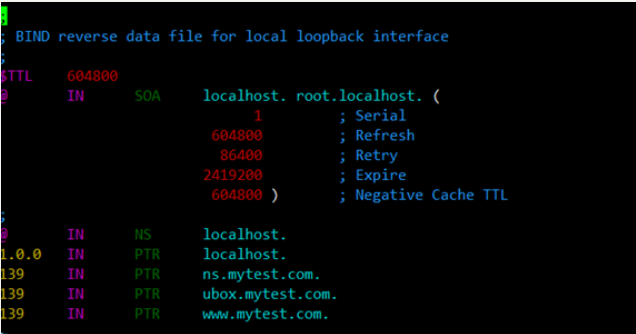 ;
; BIND reverse data file for local loopback interface
;
$TTL 604800
@ IN SOA localhost. root.localhost. (
1 ; Serial
604800 ; Refresh
86400 ; Retry
2419200 ; Expire
604800 ) ; Negative Cache TTL
;
@ IN NS localhost.
1.0.0 IN PTR localhost.
139 IN PTR ns.mytest.com.
139 IN PTR ubox.mytest.com.
139 IN PTR www.mytest.com.